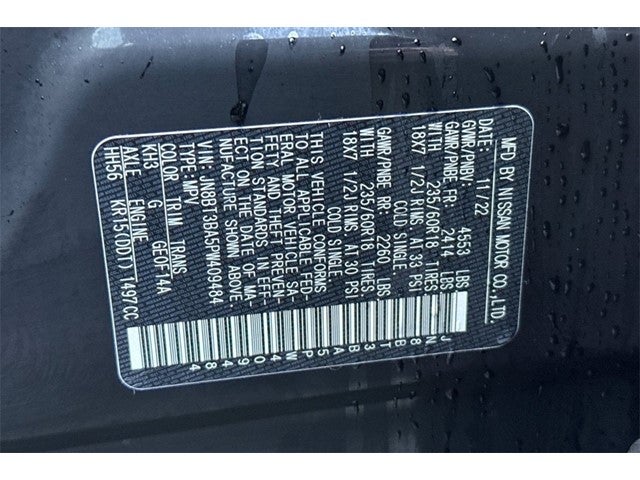 MFD BY NISSAN MOTOR CO., LTD.
DATE: 11/22
GVWR/PNBV: 4553 LBS
GAWR/PNBE FR: 2414 LBS
WITH 235/60R18 TIRES
18X7 1/2J RIMS AT 33 PSI
COLD SINGLE
GAWR/PNBE RR: 2260 LBS
WITH 235/60R18 TIRES
18X7 1/2J RIMS AT 30 PSI
COLD SINGLE
THIS VEHICLE CONFORMS
TO ALL APPLICABLE FED-
ERAL MOTOR VEHICLE SA-
FETY AND THEFT PREVEN-
TION STANDARDS IN EFF-
ECT ON THE DATE OF MA-
NUFACTURE SHOWN ABOVE.
VIN:JN8BT3BA5PW409484
TYPE: MPV
COLOR TRIM TRANS
KH3 G GE0F14A
AXLE ENGINE
HH56 KR15(DDT)1497CC
JN8BT3BA5PW409484